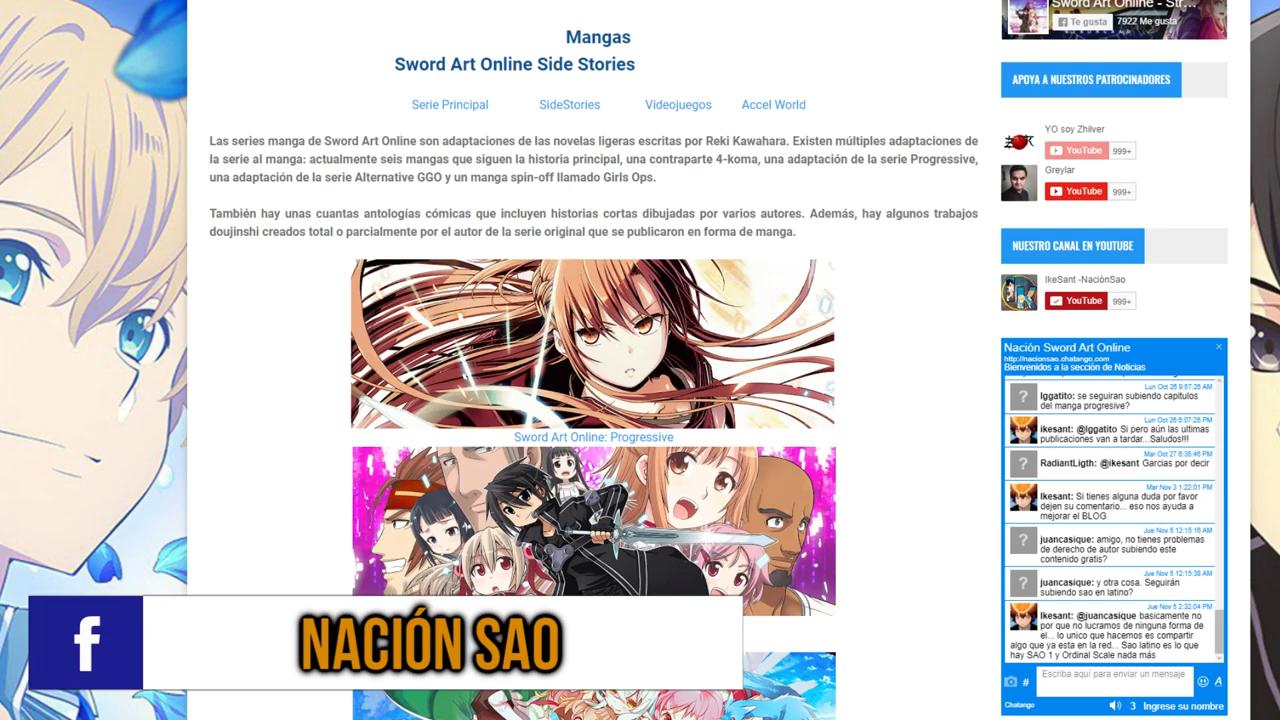 Mangas
Sword Art Online Side Stories
Serie Principal SideStories Videojuegos Accel World
Las series manga de Sword Art Online son adaptaciones de las novelas ligeras escritas por Reki Kawahara. Existen múltiples adaptaciones de
la serie al manga: actualmente seis mangas que siguen la historia principal, una contraparte 4-koma, una adaptación de la serie Progressive,
una adaptación de la serie Alternative GGO y un manga spin-off llamado Girls Ops.
También hay unas cuantas antologías cómicas que incluyen historias cortas dibujadas por varios autores. Además, hay algunos trabajos
doujinshi creados total o parcialmente por el autor de la serie original que se publicaron en forma de manga.
Sword Art Online: Progressive
f
NACIÓN SAO
Sword Art Online - Str...
Te gusta 7922 Me gusta
APOYA A NUESTROS PATROCINADORES
YO soy Zhilver
YouTube 999+
Greylar
YouTube 999+
NUESTRO CANAL EN YOUTUBE
IkeSant -NaciónSao
YouTube 999+
Nación Sword Art Online
http://nacionsao.chatango.com
Bienvenidos a la sección de Noticias
Lun Oct 26 9:57:26 AM
Iggatito: se seguiran subiendo capitulos
del manga progresive?
Lun Oct 26 6:07:26 PM
ikesant: @Iggatito Si pero aún las ultimas
publicaciones van a tardar...Saludos!!!
Mar Oct 27 6:35:46 PM
RadiantLigth: @ikesant Garcias por decir
Mar Nov 3 1:22:01 PM
Ikesant: Si tienes alguna duda por favor
dejen su comentario... eso nos ayuda a
mejorar el BLOG
Jue Nov 5 12:15:16 AM
juancasique: amigo, no tienes problemas
de derecho de autor subiendo este
contenido gratis?
Jue Nov 5 12:15:38 AM
juancasique: y otra cosa. Seguirán
subiendo sao en latino?
Jue Nov 5 2:32:04 PM
Ikesant: @juancasique basicamente no
por que no lucramos de ninguna forma de
el... lo unico que hacemos es compartir
algo que ya esta en la red... Sao latino es lo que
hay SAO 1 y Ordinal Scale nada más
# Escriba aquí para enviar un mensaje A
Chatango 3 Ingrese su nombre